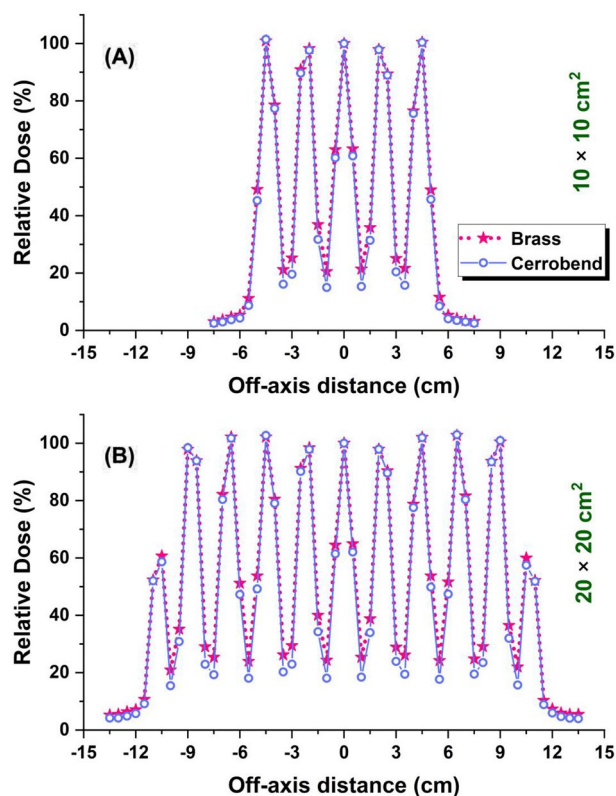 (A)
Relative Dose (%)
100
80
60
40
20
0
10 × 10 cm²
Brass
Cerrobend
-15 -12 -9 -6 -3 0 3 6 9 12 15
Off-axis distance (cm)
(B)
Relative Dose (%)
100
80
60
40
20
0
20 × 20 cm²
-15 -12 -9 -6 -3 0 3 6 9 12 15
Off-axis distance (cm)